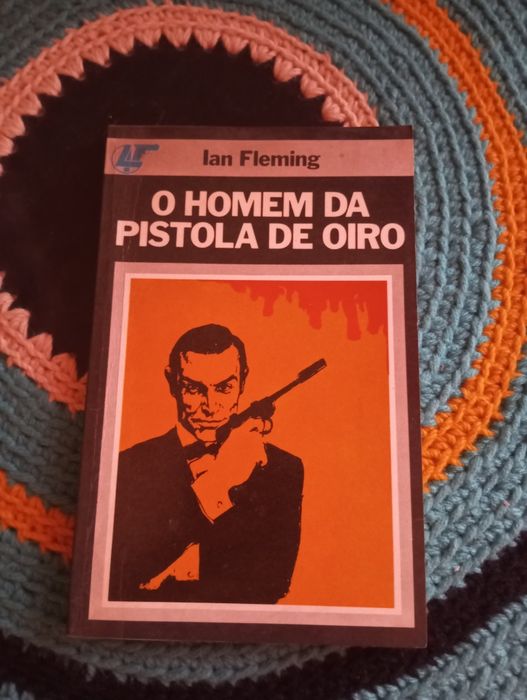 Ian Fleming
O HOMEM DA
PISTOLA DE OIRO